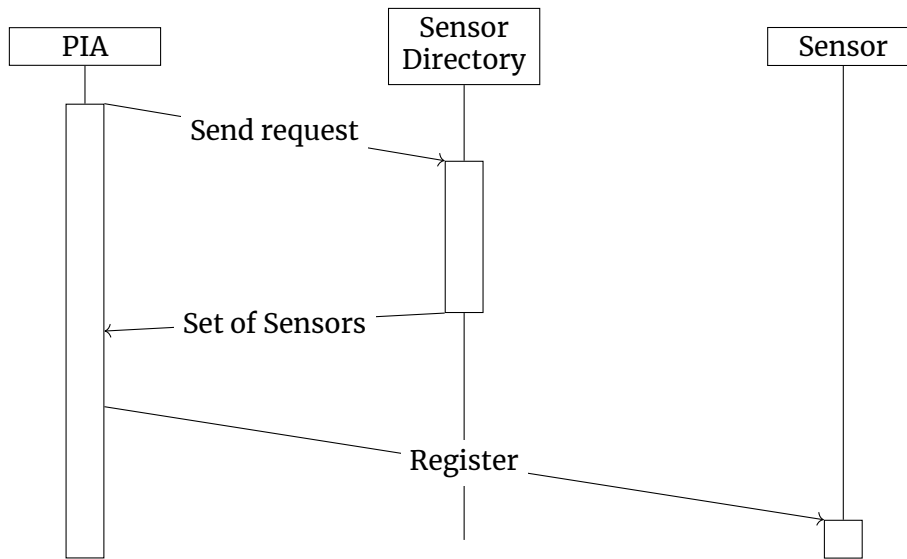 PIA
Sensor
Directory
Sensor
Send request
Set of Sensors
Register